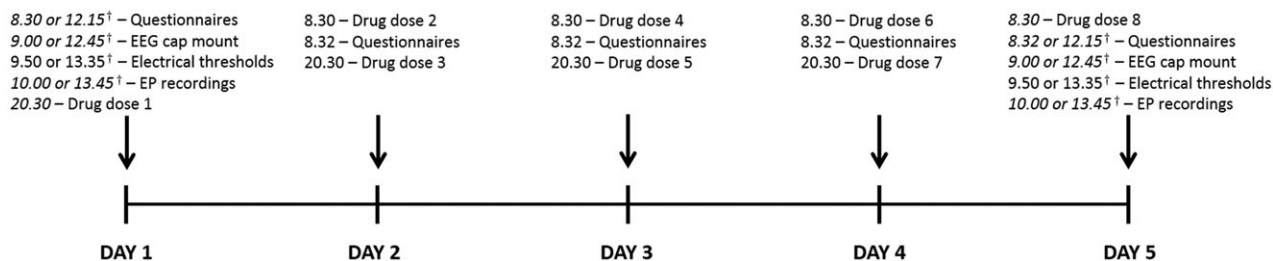 8.30 or 12.15† – Questionnaires
9.00 or 12.45† – EEG cap mount
9.50 or 13.35† – Electrical thresholds
10.00 or 13.45† – EP recordings
20.30 – Drug dose 1
8.30 – Drug dose 2
8.32 – Questionnaires
20.30 – Drug dose 3
8.30 – Drug dose 4
8.32 – Questionnaires
20.30 – Drug dose 5
8.30 – Drug dose 6
8.32 – Questionnaires
20.30 – Drug dose 7
8.30 – Drug dose 8
8.32 or 12.15† – Questionnaires
9.00 or 12.45† – EEG cap mount
9.50 or 13.35† – Electrical thresholds
10.00 or 13.45† – EP recordings
DAY 1
DAY 2
DAY 3
DAY 4
DAY 5